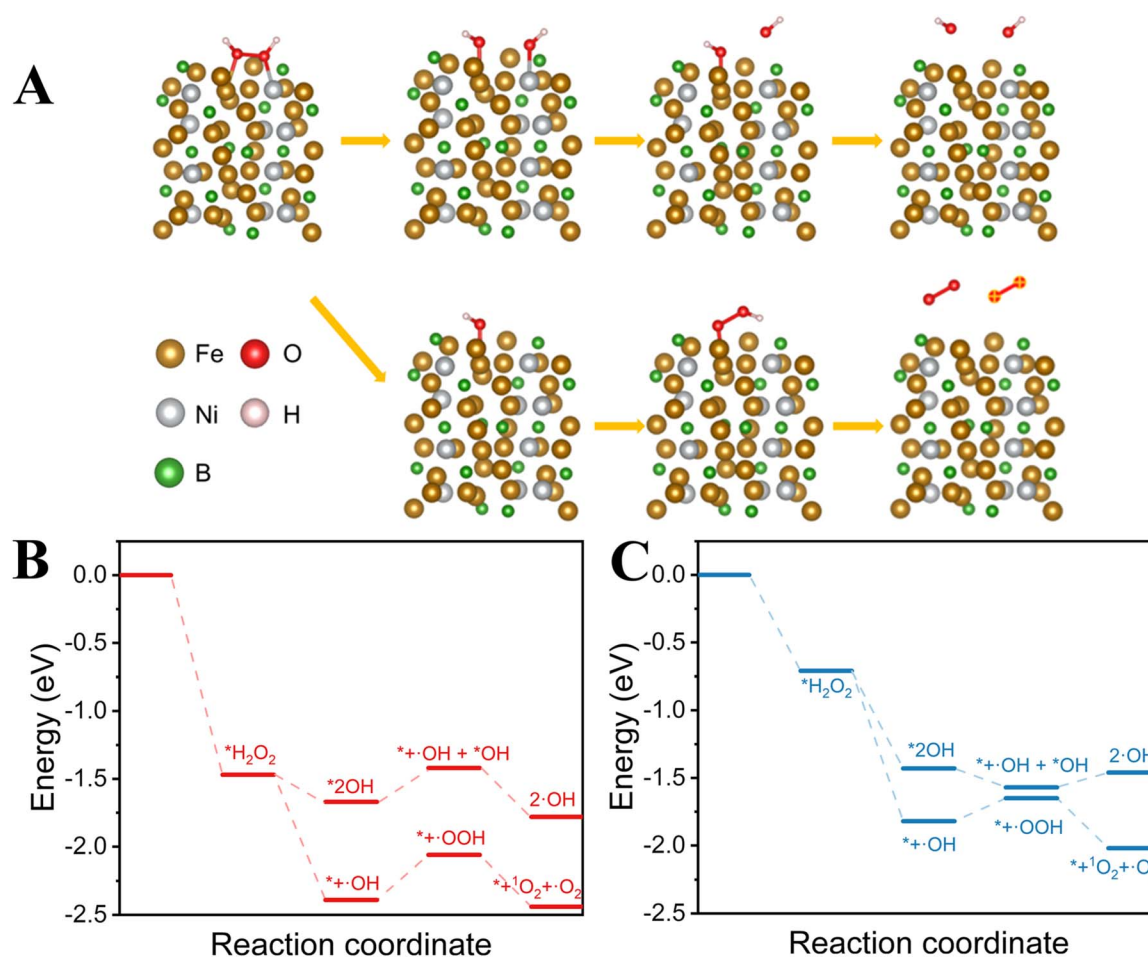 A
Fe O
Ni H
B
B
Energy (eV)
0.0
-0.5
-1.0
-1.5
-2.0
-2.5
*H₂O₂
*2OH
*+·OH + *OH
2·OH
*+·OH
*+·OOH
*+¹O₂+·O₂
Reaction coordinate
C
Energy (eV)
0.0
-0.5
-1.0
-1.5
-2.0
-2.5
*H₂O₂
*2OH
*+·OH + *OH
2·OH
*+·OH
*+·OOH
*+¹O₂+·O
Reaction coordinate